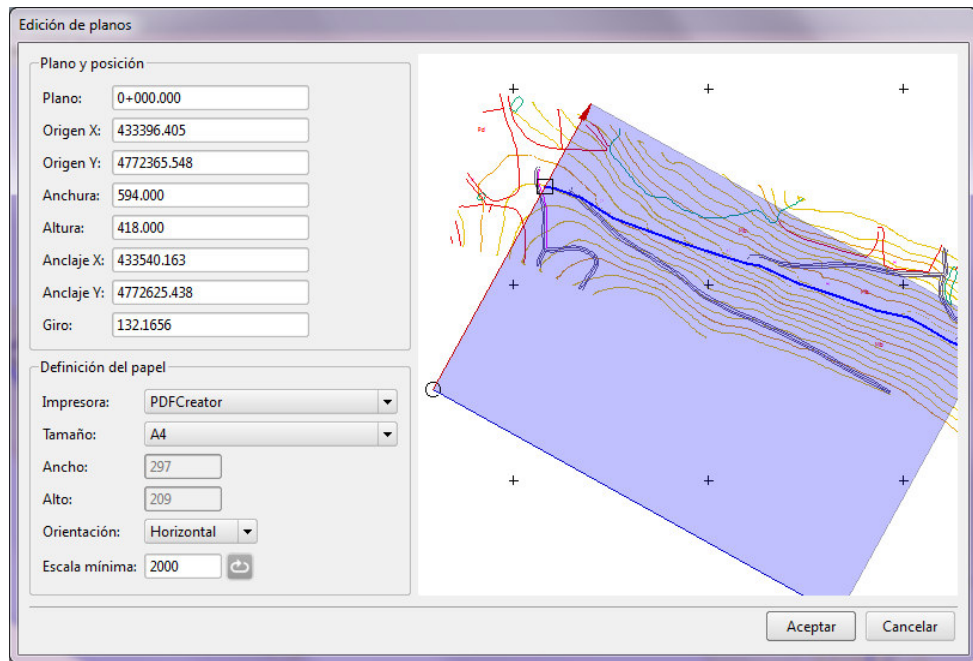 Edición de planos
Plano y posición
Plano: 0+000.000
Origen X: 433396.405
Origen Y: 4772365.548
Anchura: 594.000
Altura: 418.000
Anclaje X: 433540.163
Anclaje Y: 4772625.438
Giro: 132.1656
Definición del papel
Impresora: PDFCreator
Tamaño: A4
Ancho: 297
Alto: 209
Orientación: Horizontal
Escala mínima: 2000
Aceptar Cancelar